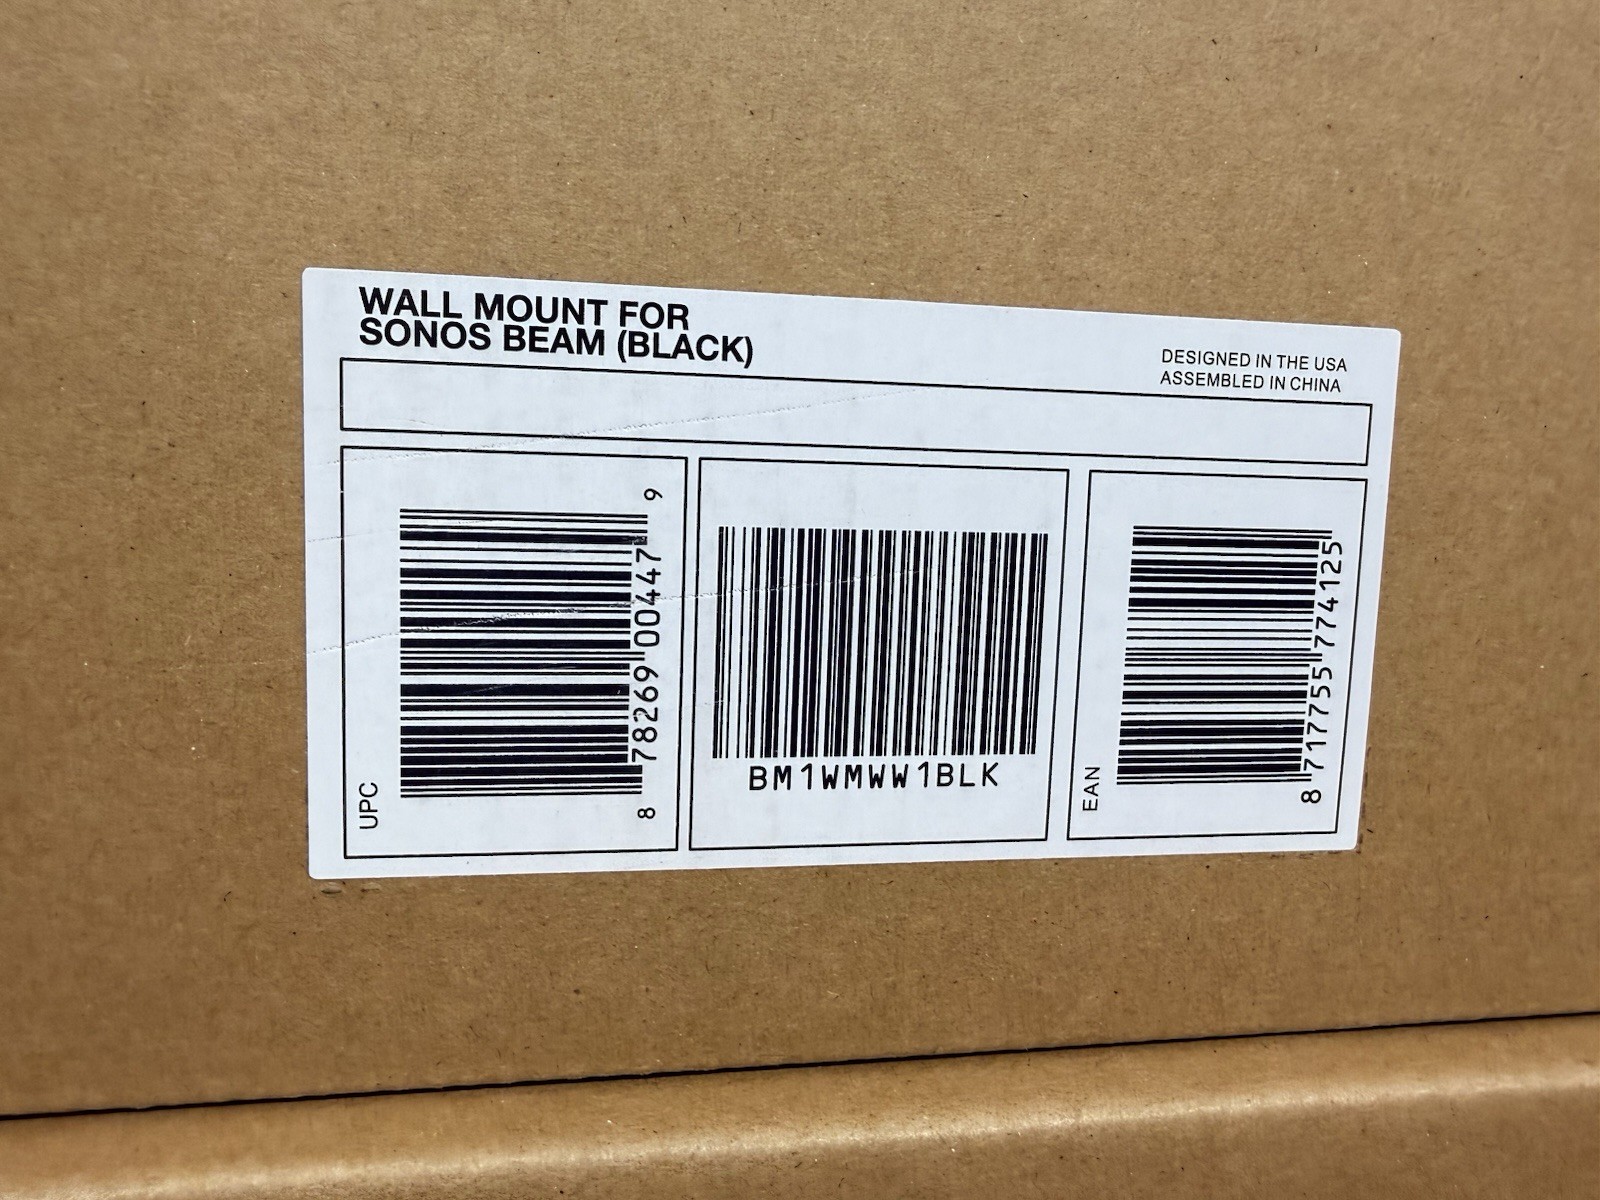 WALL MOUNT FOR
SONOS BEAM (BLACK)
DESIGNED IN THE USA
ASSEMBLED IN CHINA
UPC
8 78269 00447 9
BM1WMWW1BLK
EAN
8 717755 774125